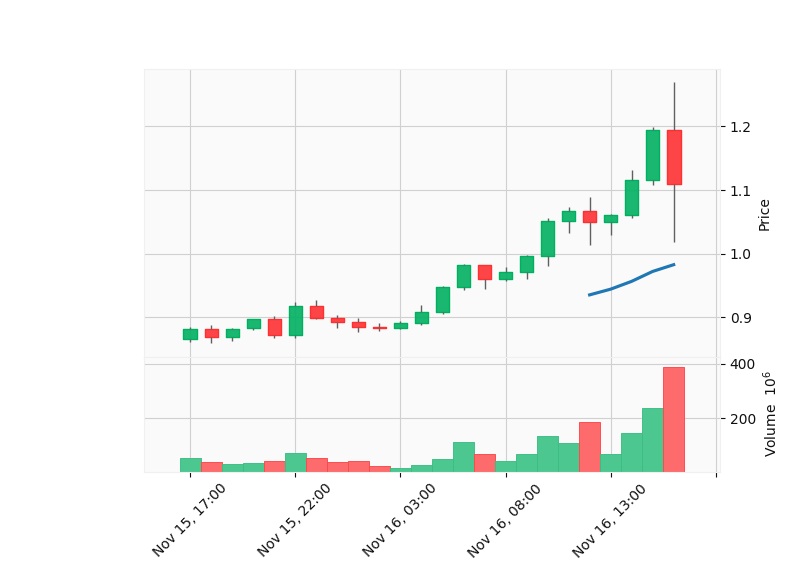 1.2
1.1
1.0
0.9
Price
400
200
Volume 10^6
Nov 15, 17:00
Nov 15, 22:00
Nov 16, 03:00
Nov 16, 08:00
Nov 16, 13:00